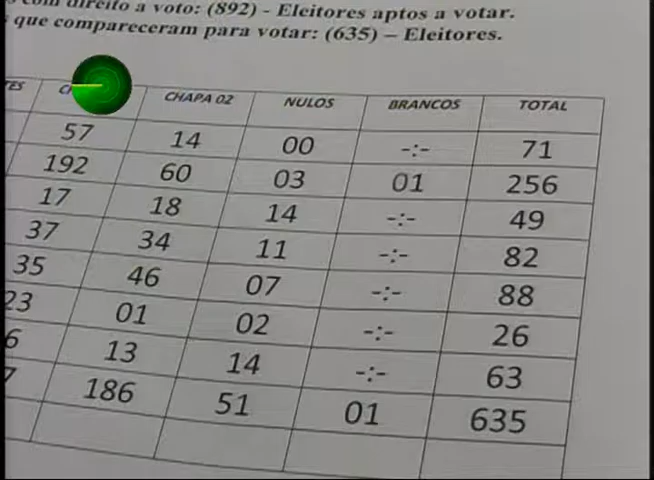 com direito a voto: (892) - Eleitores aptos a votar.
que compareceram para votar: (635) – Eleitores.
CHAPA 02 NULOS BRANCOS TOTAL
57 14 00 -:- 71
192 60 03 01 256
17 18 14 -:- 49
37 34 11 -:- 82
35 46 07 -:- 88
23 01 02 -:- 26
6 13 14 -:- 63
7 186 51 01 635